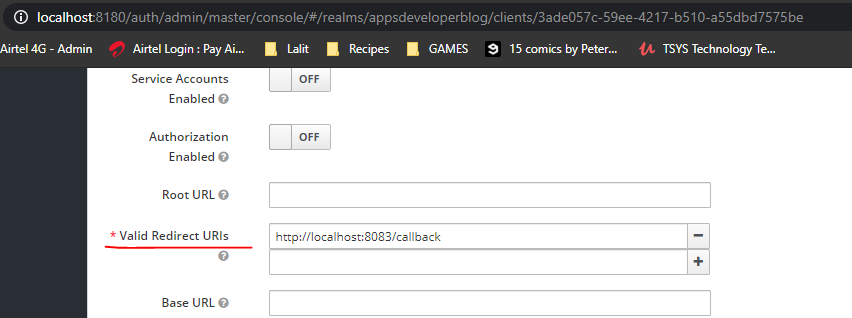 localhost:8180/auth/admin/master/console/#/realms/appsdeveloperblog/clients/3ade057c-59ee-4217-b510-a55dbd7575be
Airtel 4G - Admin Airtel Login : Pay Ai... Lalit Recipes GAMES 15 comics by Peter... TSYS Technology Te...
Service Accounts
Enabled
OFF
Authorization
Enabled
OFF
Root URL
* Valid Redirect URIs
http://localhost:8083/callback
Base URL